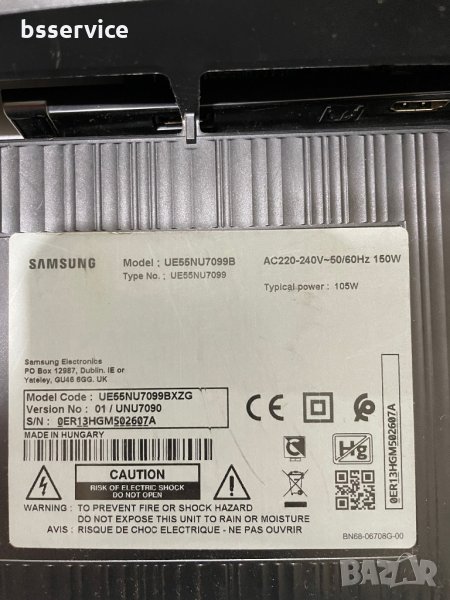 bsservice
SAMSUNG
Model : UE55NU7099B
Type No. : UE55NU7099
AC220-240V~50/60Hz 150W
Typical power : 105W
Samsung Electronics
PO Box 12987, Dublin. IE or
Yateley, GU46 6GG. UK
Model Code : UE55NU7099BXZG
Version No : 01 / UNU7090
S/N : 0ER13HGM502607A
MADE IN HUNGARY
CE
Hg
0ER13HGM502607A
CAUTION
RISK OF ELECTRIC SHOCK
DO NOT OPEN
WARNING : TO PREVENT FIRE OR SHOCK HAZARD
DO NOT EXPOSE THIS UNIT TO RAIN OR MOISTURE
AVIS : RISQUE DE CHOC ELECTRIQUE - NE PAS OUVRIR
BN68-06708G-00
BAZAR